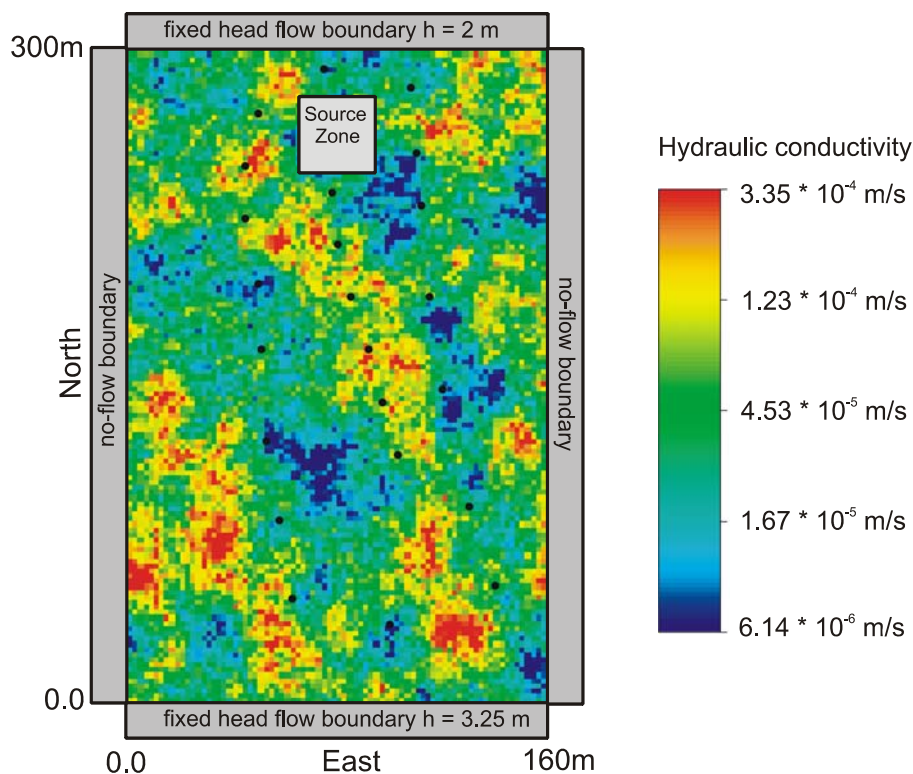 fixed head flow boundary h = 2 m
300m
Source
Zone
no-flow boundary
North
no-flow boundary
0.0
fixed head flow boundary h = 3.25 m
0,0
East
160m
Hydraulic conductivity
3.35 * 10⁻⁴ m/s
1.23 * 10⁻⁴ m/s
4.53 * 10⁻⁵ m/s
1.67 * 10⁻⁵ m/s
6.14 * 10⁻⁶ m/s